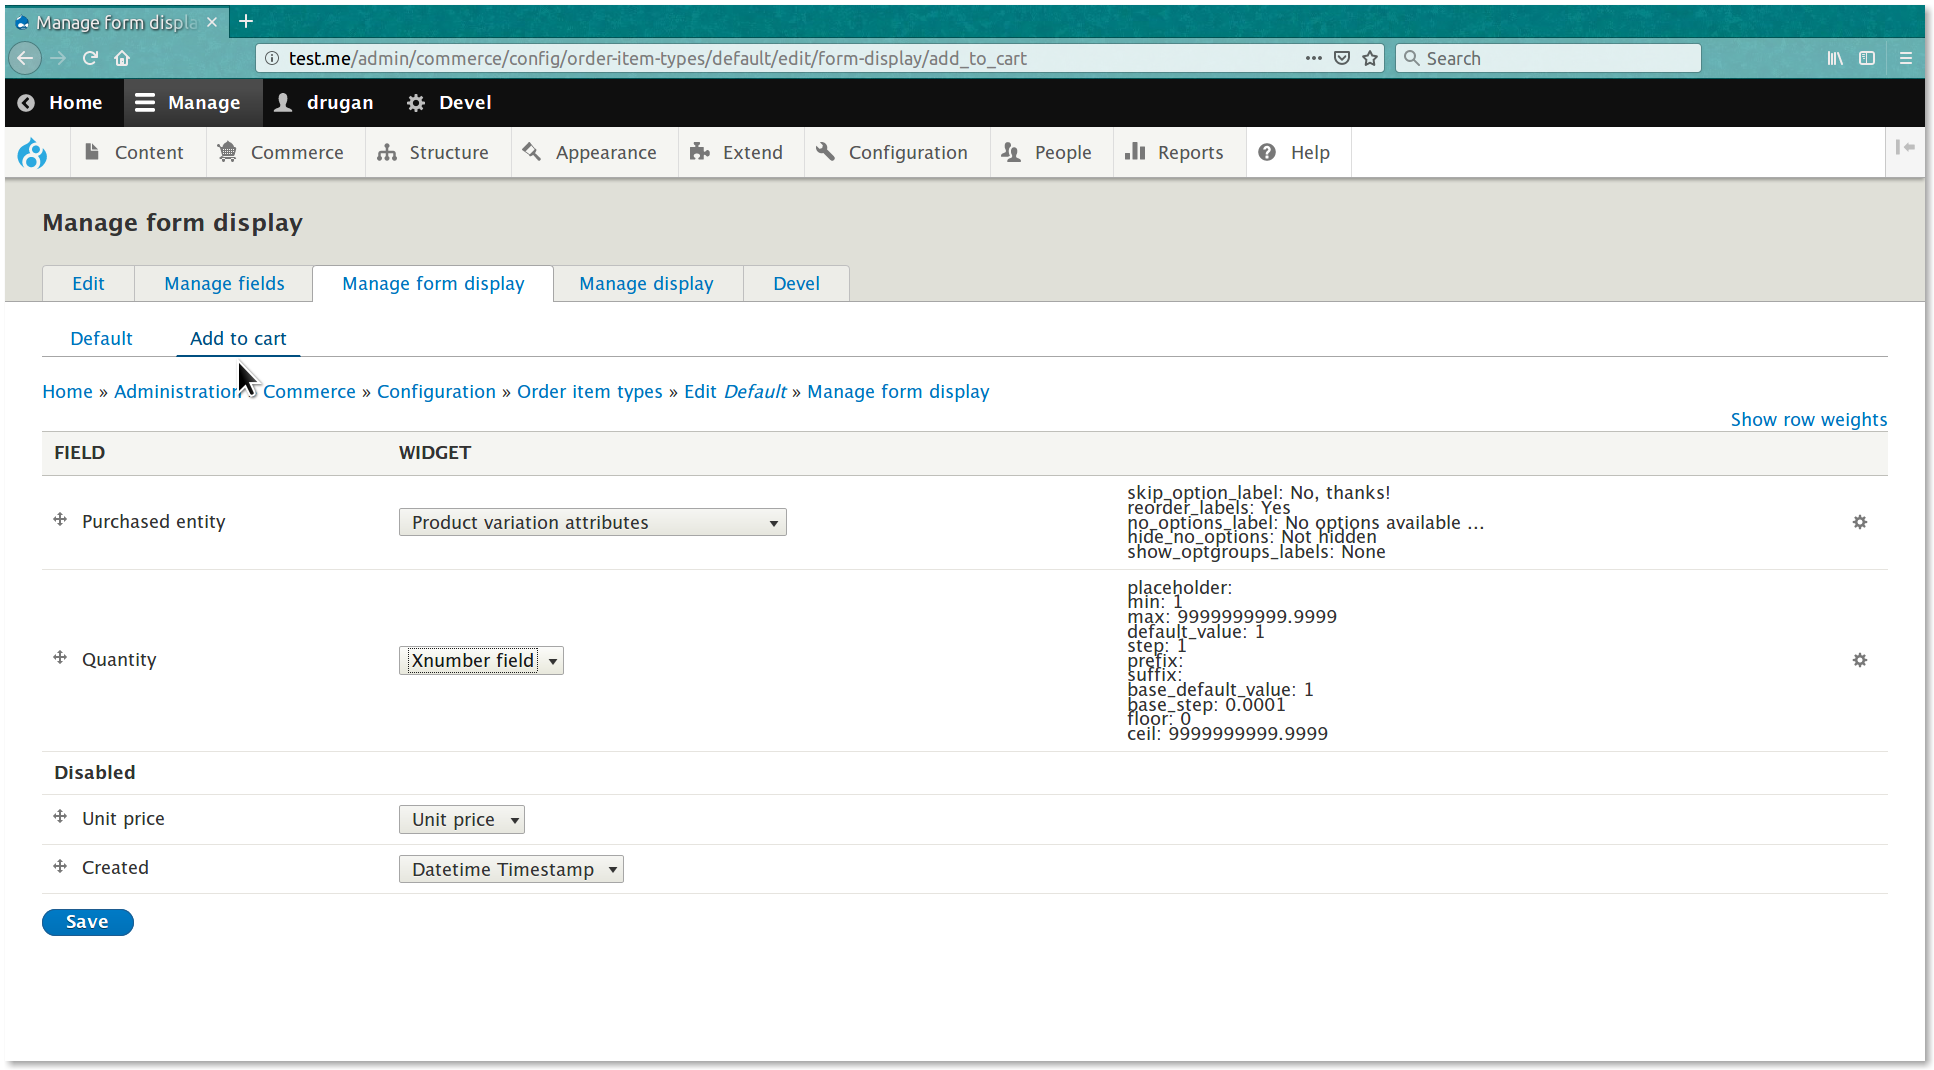 Manage form displa
test.me/admin/commerce/config/order-item-types/default/edit/form-display/add_to_cart
Search
Home Manage drugan Devel
Content Commerce Structure Appearance Extend Configuration People Reports Help
Manage form display
Edit Manage fields Manage form display Manage display Devel
Default Add to cart
Home » Administration Commerce » Configuration » Order item types » Edit Default » Manage form display
Show row weights
FIELD WIDGET
Purchased entity Product variation attributes
skip_option_label: No, thanks!
reorder_labels: Yes
no_options_label: No options available ...
hide_no_options: Not hidden
show_optgroups_labels: None
Quantity Xnumber field
placeholder:
min: 1
max: 9999999999.9999
default_value: 1
step: 1
prefix:
suffix:
base_default_value: 1
base_step: 0.0001
floor: 0
ceil: 9999999999.9999
Disabled
Unit price Unit price
Created Datetime Timestamp
Save